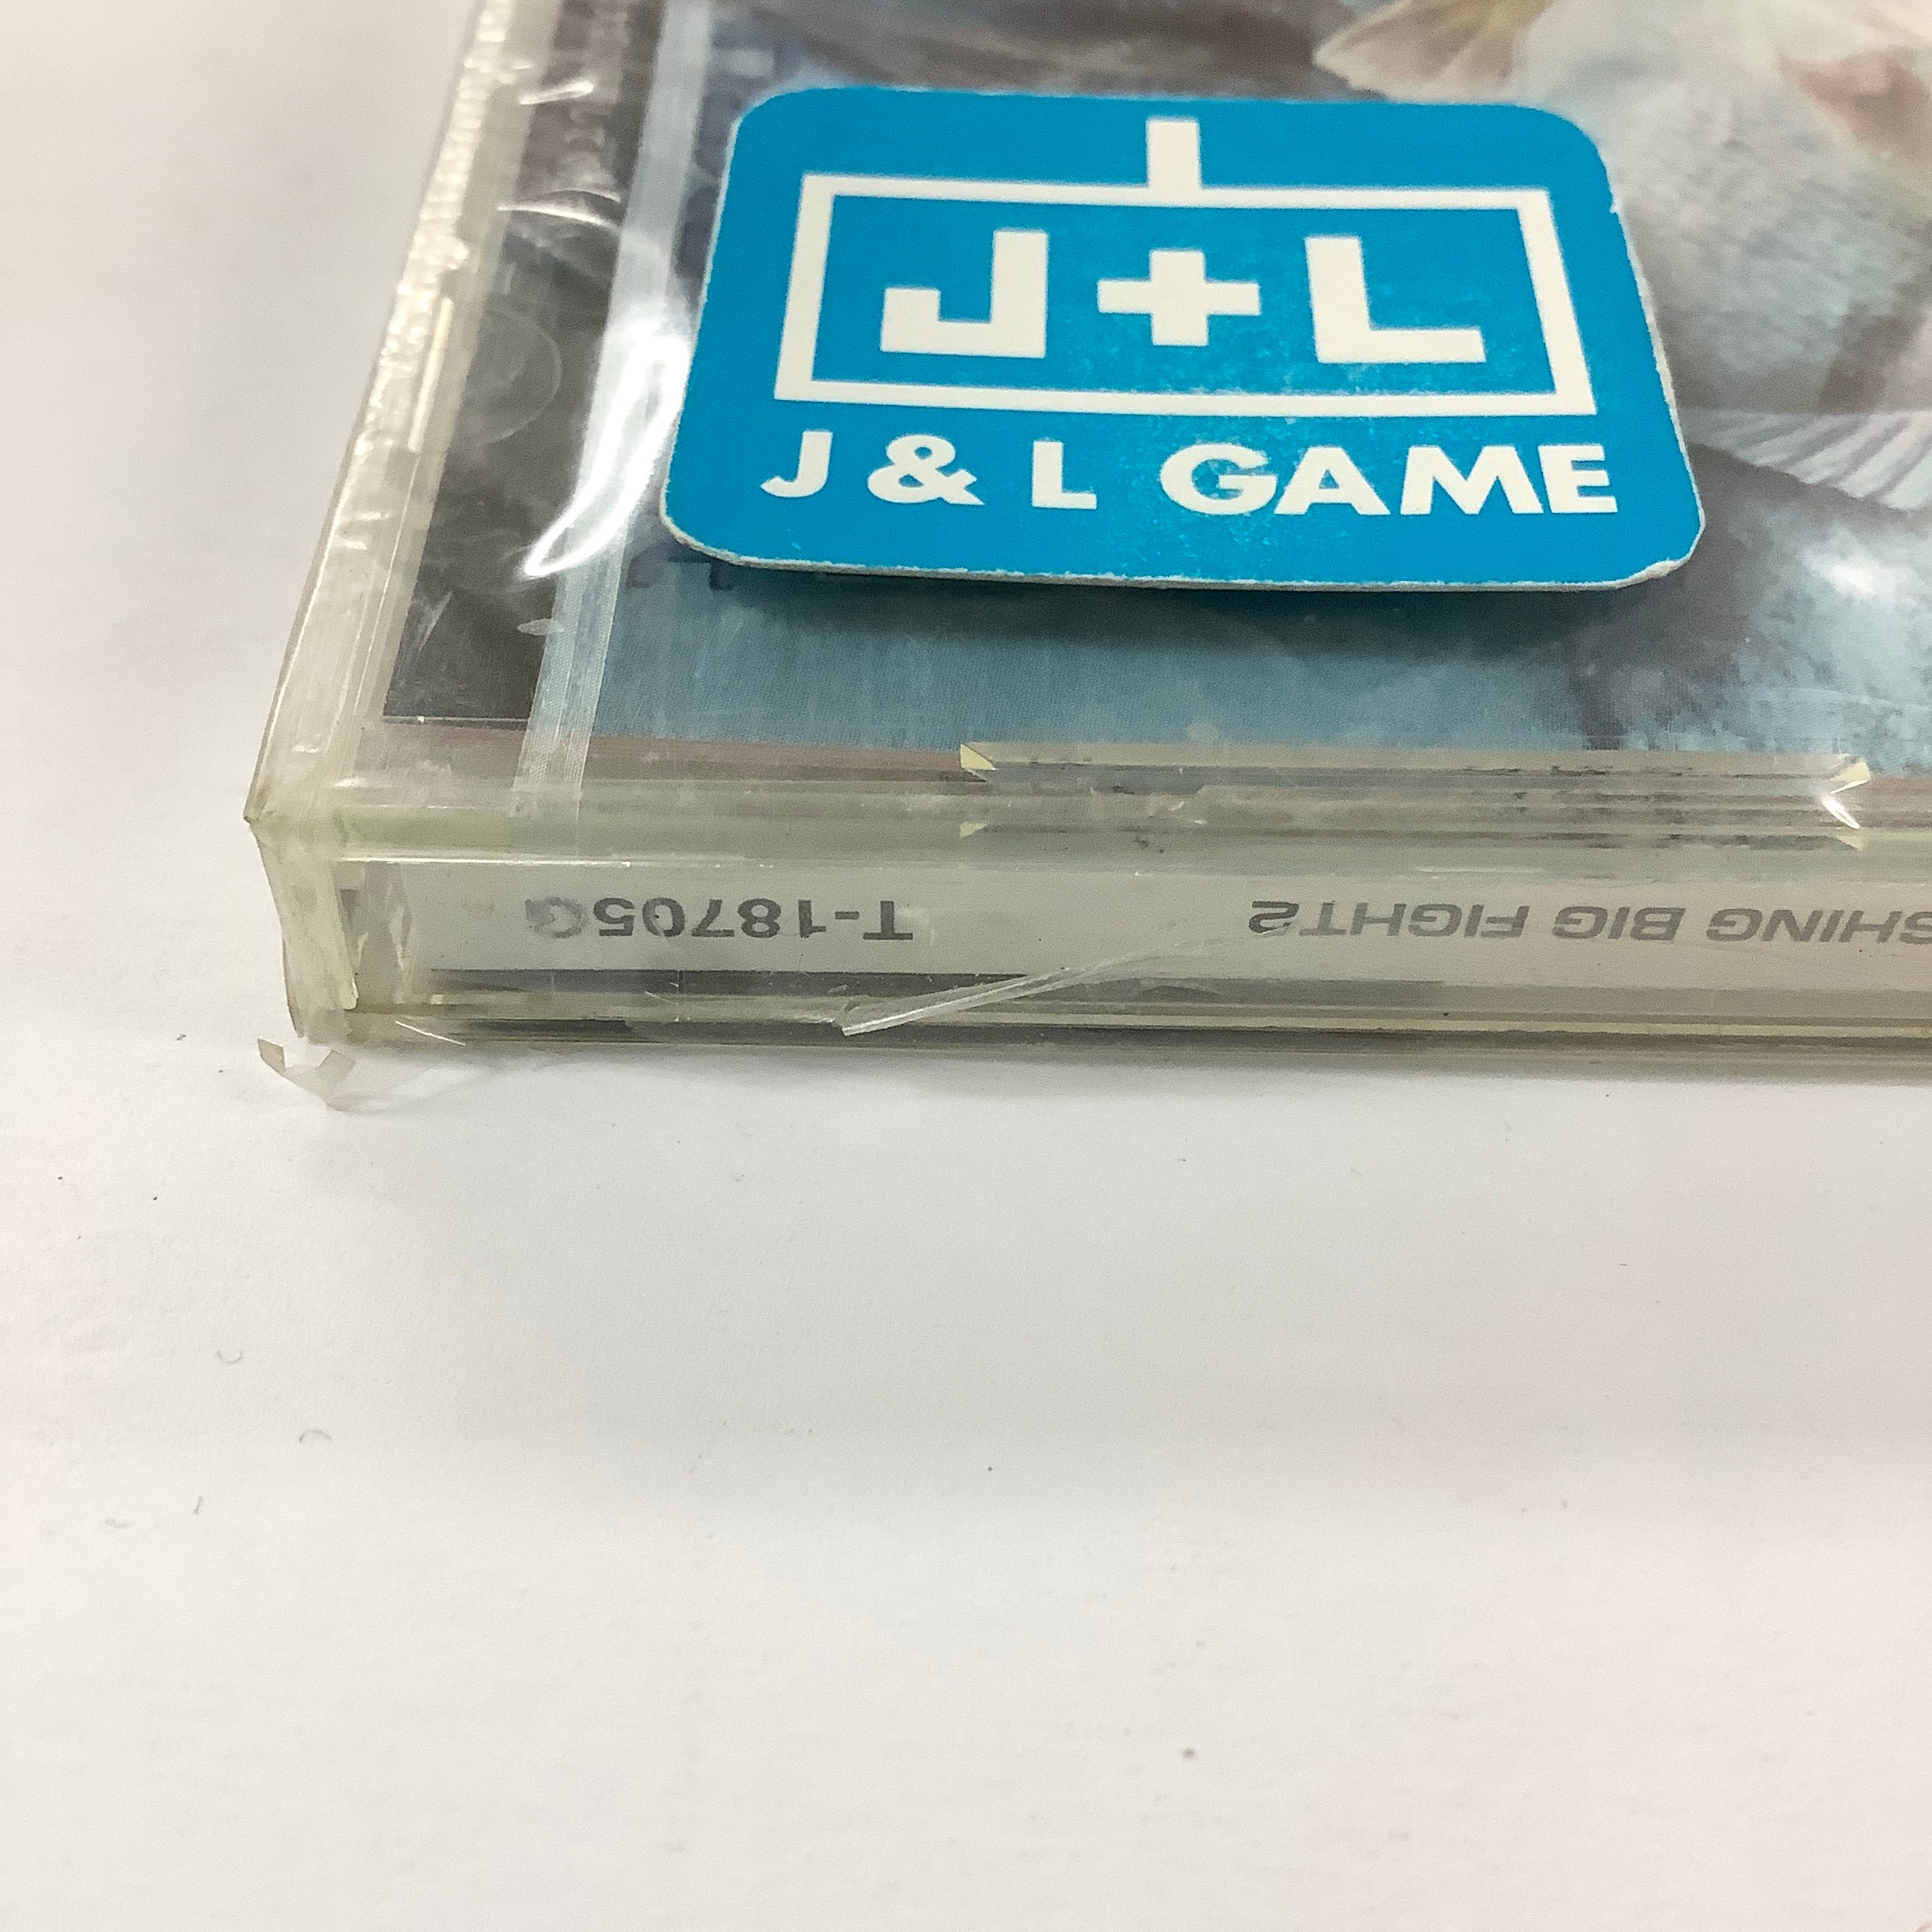 J+L
J & L GAME
T-18705G
SHING BIG FIGHT2